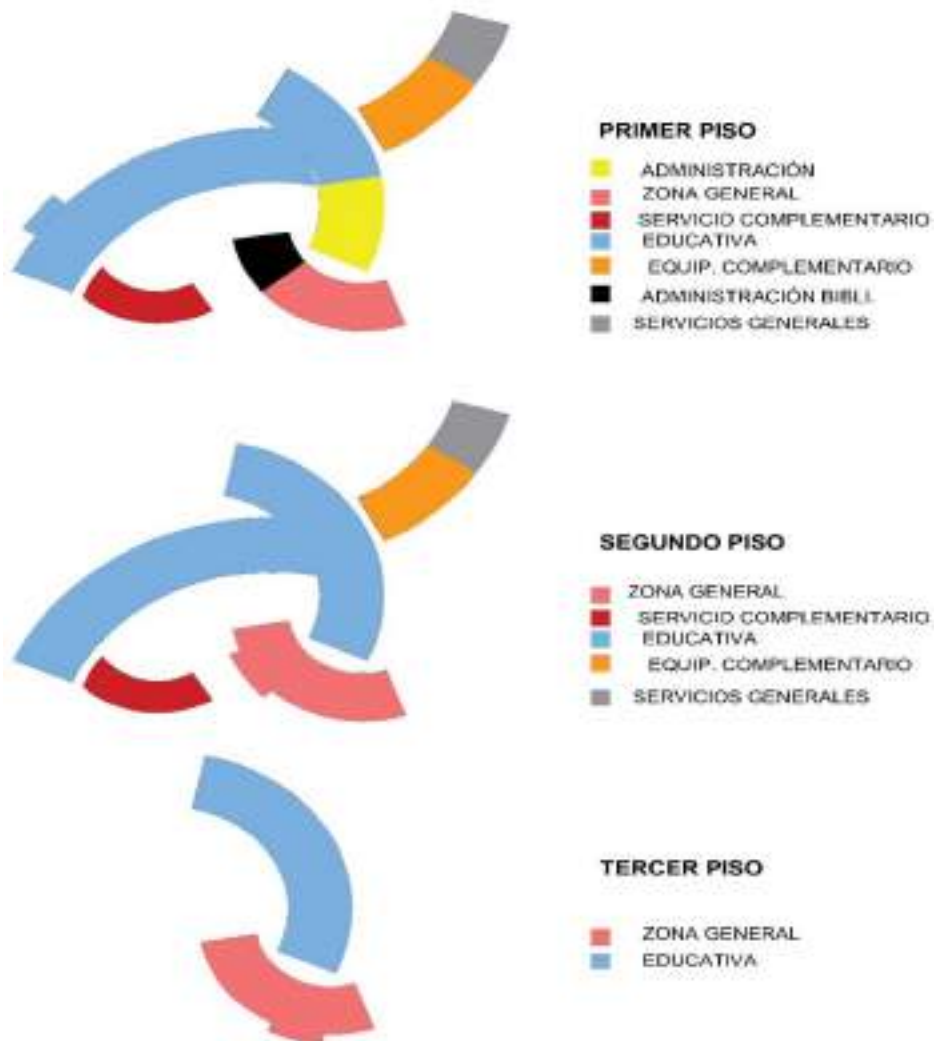 PRIMER PISO
ADMINISTRACIÓN
ZONA GENERAL
SERVICIO COMPLEMENTARIO
EDUCATIVA
EQUIP. COMPLEMENTARIO
ADMINISTRACIÓN BIBLI.
SERVICIOS GENERALES
SEGUNDO PISO
ZONA GENERAL
SERVICIO COMPLEMENTARIO
EDUCATIVA
EQUIP. COMPLEMENTARIO
SERVICIOS GENERALES
TERCER PISO
ZONA GENERAL
EDUCATIVA